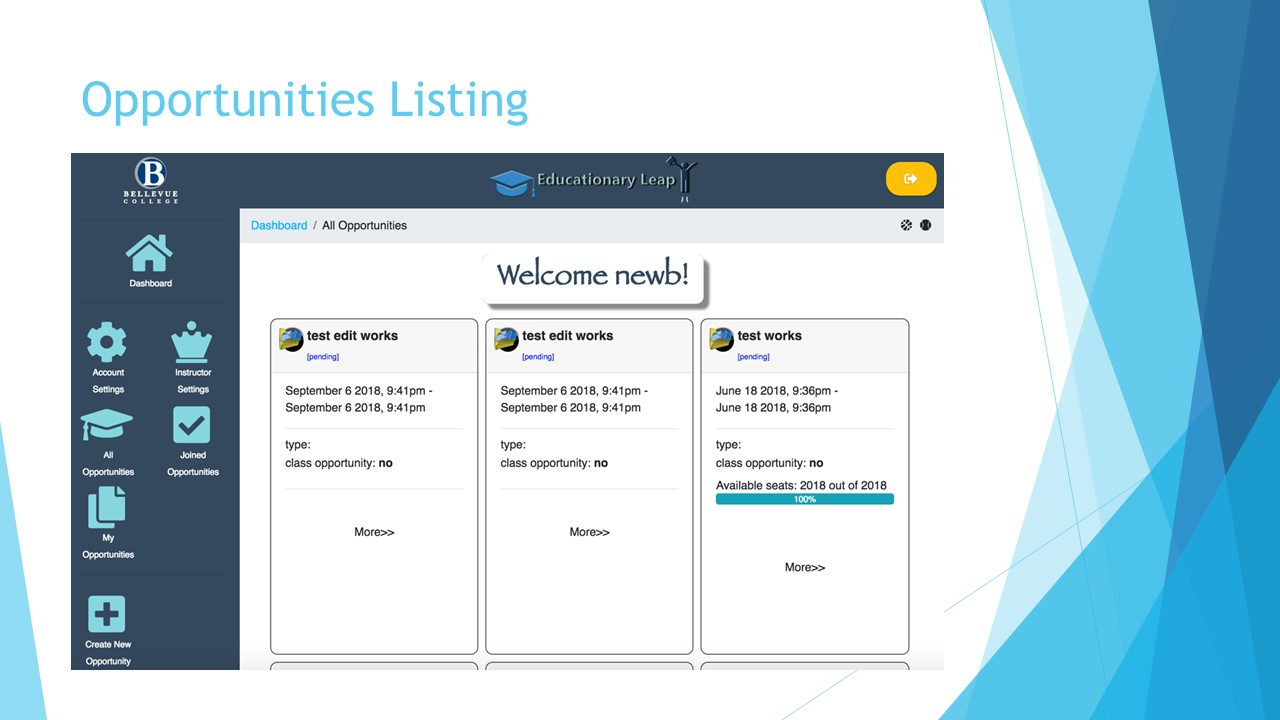 Opportunities Listing
B
BELLEVUE
COLLEGE
Educationary Leap
Dashboard / All Opportunities
Dashboard
Account
Settings
Instructor
Settings
All
Opportunities
Joined
Opportunities
My
Opportunities
Create New
Opportunity
Welcome newb!
test edit works
[pending]
September 6 2018, 9:41pm -
September 6 2018, 9:41pm
type:
class opportunity: no
More>>
test edit works
[pending]
September 6 2018, 9:41pm -
September 6 2018, 9:41pm
type:
class opportunity: no
More>>
test works
[pending]
June 18 2018, 9:36pm -
June 18 2018, 9:36pm
type:
class opportunity: no
Available seats: 2018 out of 2018
100%
More>>